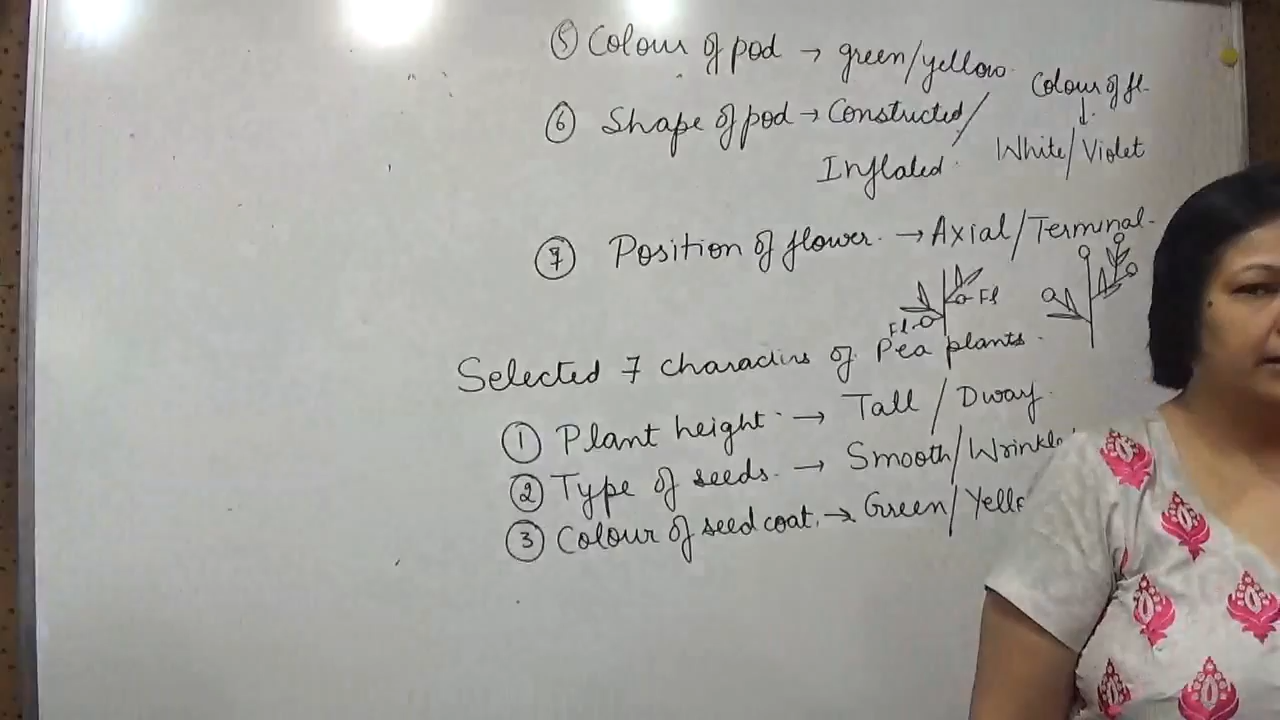 ⑤ Colour of pod → green/yellow.
Colour of fl.
↓
White/Violet
⑥ Shape of pod → Constructed/
Inflated.
⑦ Position of flower. → Axial/Terminal.
Fl
Fl
Selected 7 characters of Pea plants.
① Plant height → Tall / Dwarf.
② Type of seeds. → Smooth/Wrinkle
③ Colour of seed coat. → Green/Yello